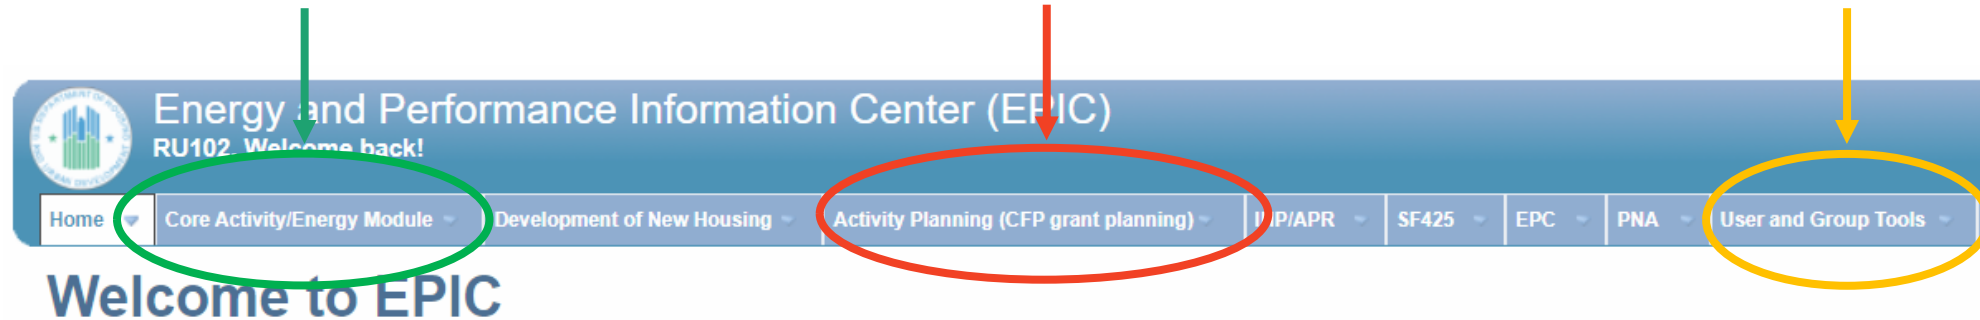 Energy and Performance Information Center (EPIC)
RU102, Welcome back!
Home Core Activity/Energy Module Development of New Housing Activity Planning (CFP grant planning) SF425 EPC PNA User and Group Tools
Welcome to EPIC